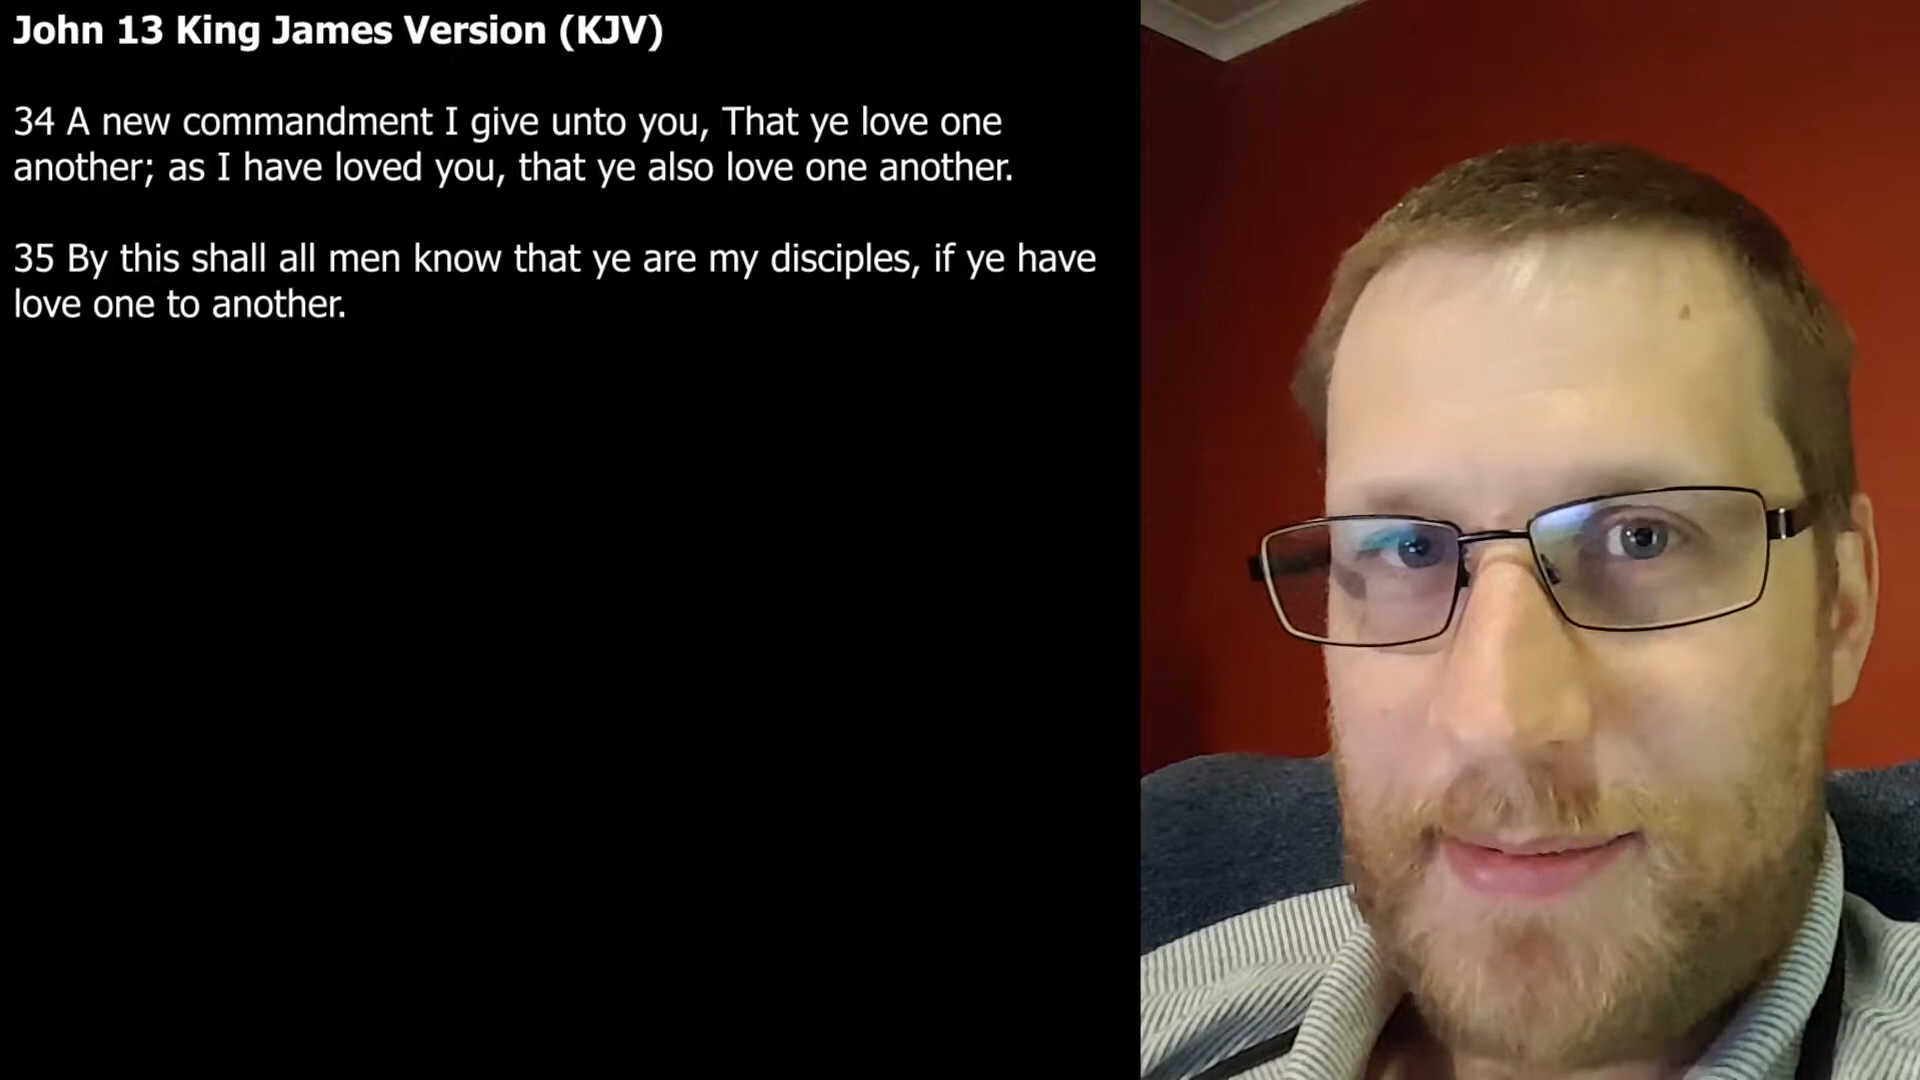 John 13 King James Version (KJV)
34 A new commandment I give unto you, That ye love one
another; as I have loved you, that ye also love one another.
35 By this shall all men know that ye are my disciples, if ye have
love one to another.